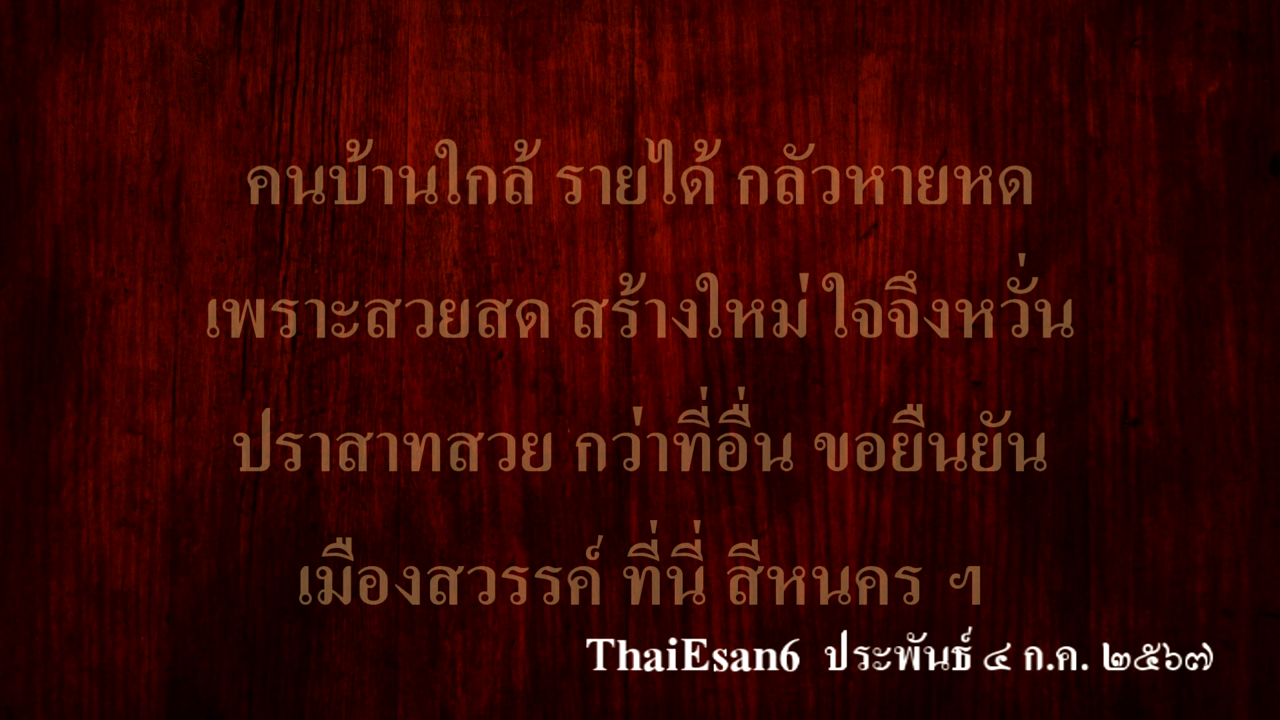 คนบ้านใกล้ รายได้ กลัวหายหด
เพราะสวยสด สร้างใหม่ ใจจึงหวั่น
ปราสาทสวย กว่าที่อื่น ขอยืนยัน
เมืองสวรรค์ ที่นี่ สีหนคร ฯ
ThaiEsan6 ประพันธ์ ๔ ก.ค. ๒๕๖๗